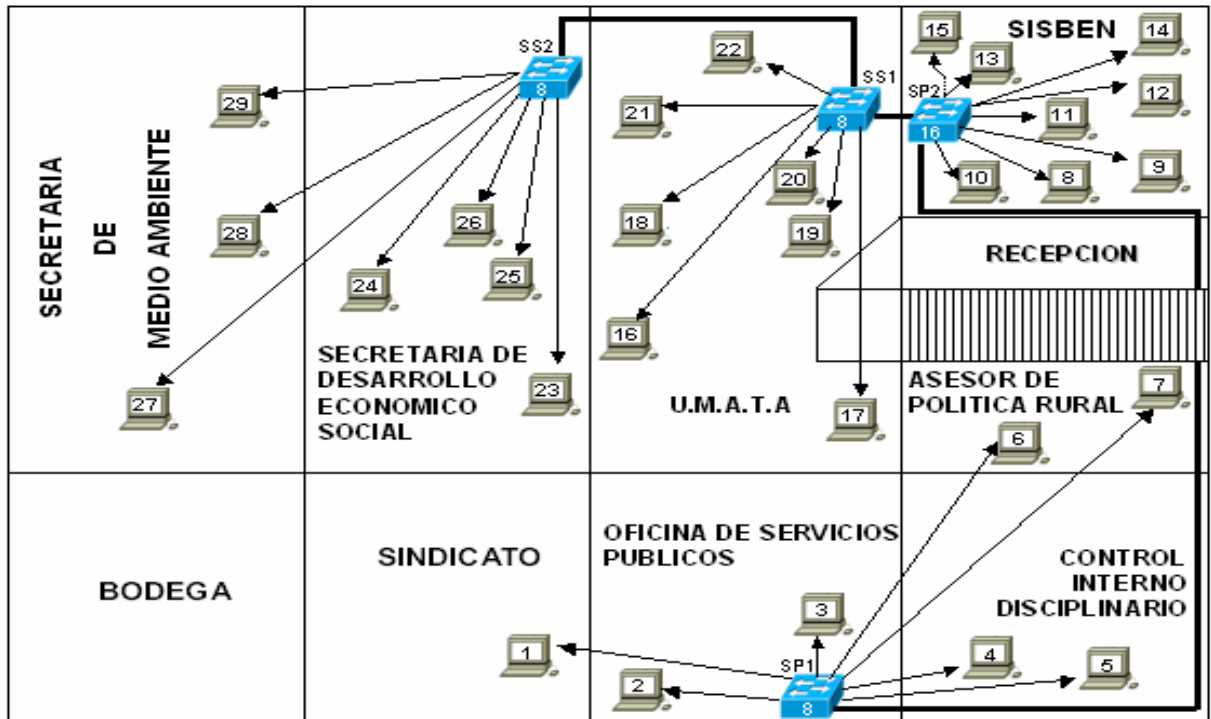 SECRETARIA
DE
MEDIO AMBIENTE
29
28
27
SS2
8
26
25
24
23
SECRETARIA DE
DESARROLLO
ECONOMICO
SOCIAL
22
21
SS1
8
20
19
18
16
17
U.M.A.T.A
SISBEN
15
14
13
SP2
16
12
11
10
8
9
RECEPCION
ASESOR DE
POLITICA RURAL
7
6
BODEGA
SINDICATO
1
OFICINA DE SERVICIOS
PUBLICOS
3
2
SP1
8
CONTROL
INTERNO
DISCIPLINARIO
4
5